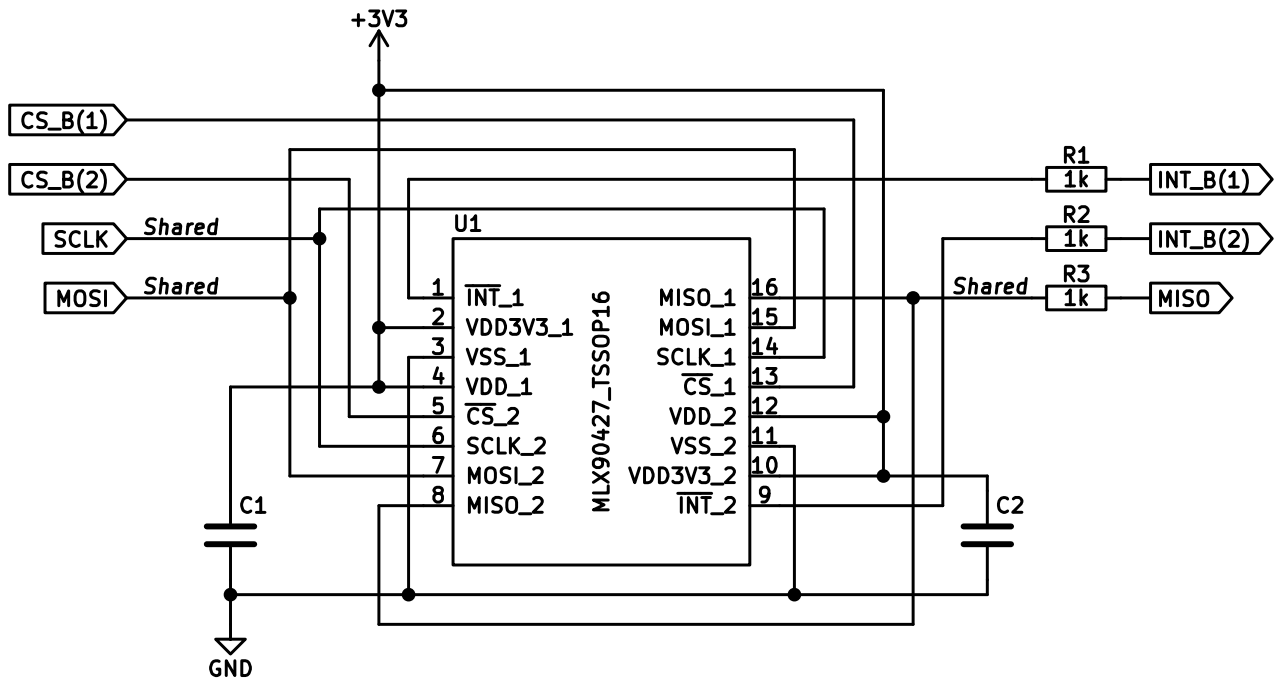 +3V3
CS_B(1)
CS_B(2)
SCLK
Shared
MOSI
Shared
R1
1k
INT_B(1)
R2
1k
INT_B(2)
Shared
R3
1k
MISO
U1
MLX90427_TSSOP16
1 INT_1
2 VDD3V3_1
3 VSS_1
4 VDD_1
5 CS_2
6 SCLK_2
7 MOSI_2
8 MISO_2
MISO_1 16
MOSI_1 15
SCLK_1 14
CS_1 13
VDD_2 12
VSS_2 11
VDD3V3_2 10
INT_2 9
C1
C2
GND